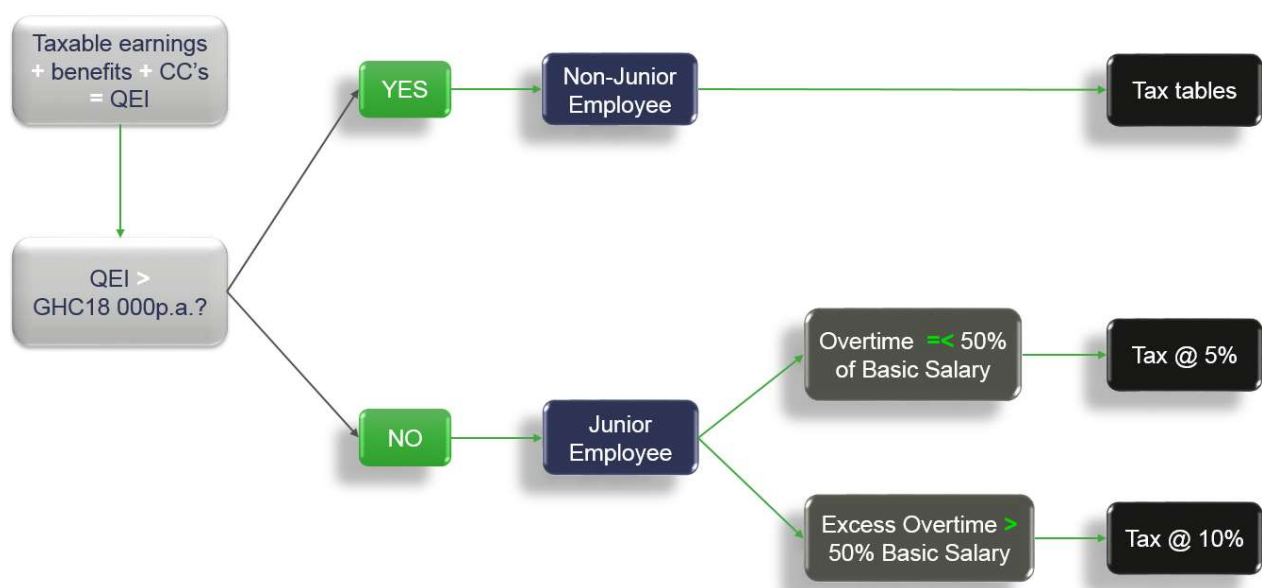 Taxable earnings
+ benefits + CC's
= QEI
QEI >
GHC18 000p.a.?
YES
Non-Junior
Employee
Tax tables
NO
Junior
Employee
Overtime =< 50%
of Basic Salary
Tax @ 5%
Excess Overtime >
50% Basic Salary
Tax @ 10%